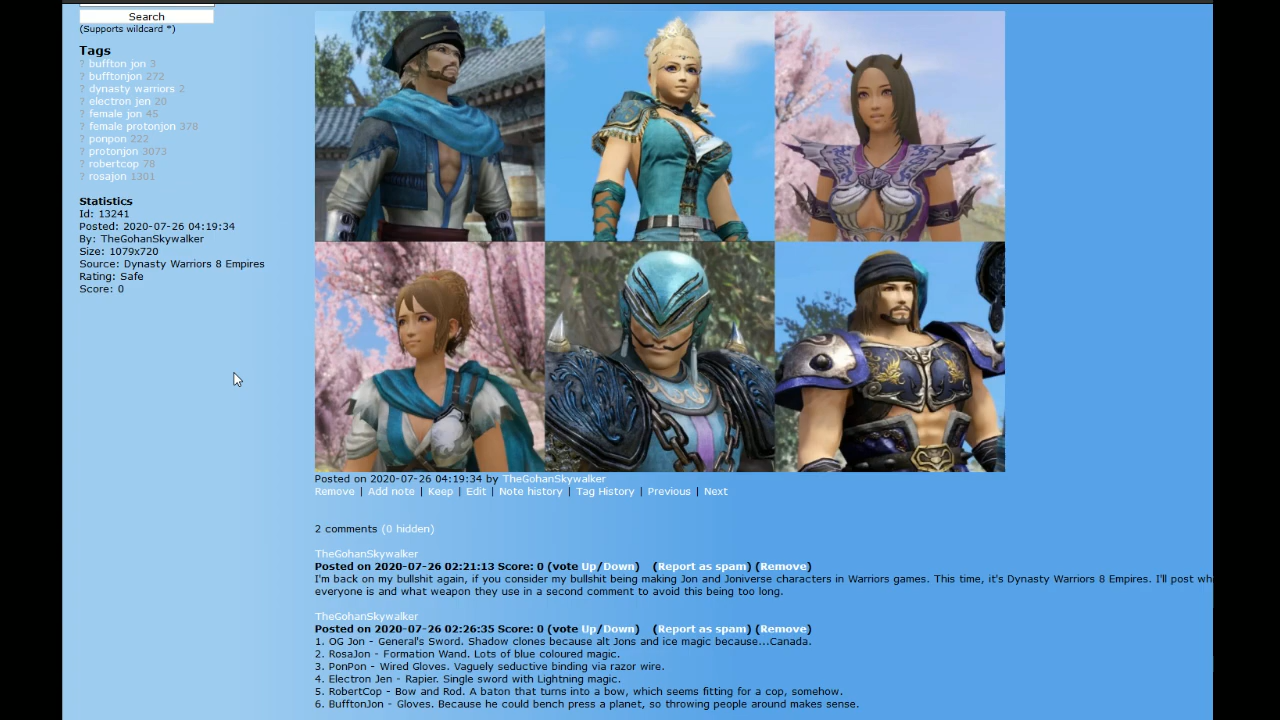 Search
(Supports wildcard *)
Tags
? buffton jon 3
? bufftonjon 272
? dynasty warriors 2
? electron jen 20
? female jon 45
? female protonjon 378
? ponpon 222
? protonjon 3073
? robertcop 78
? rosajon 1301
Statistics
Id: 13241
Posted: 2020-07-26 04:19:34
By: TheGohanSkywalker
Size: 1079x720
Source: Dynasty Warriors 8 Empires
Rating: Safe
Score: 0
Posted on 2020-07-26 04:19:34 by TheGohanSkywalker
Remove | Add note | Keep | Edit | Note history | Tag History | Previous | Next
2 comments (0 hidden)
TheGohanSkywalker
Posted on 2020-07-26 02:21:13 Score: 0 (vote Up/Down) (Report as spam) (Remove)
I'm back on my bullshit again, if you consider my bullshit being making Jon and Joniverse characters in Warriors games. This time, it's Dynasty Warriors 8 Empires. I'll post wh
everyone is and what weapon they use in a second comment to avoid this being too long.
TheGohanSkywalker
Posted on 2020-07-26 02:26:35 Score: 0 (vote Up/Down) (Report as spam) (Remove)
1. OG Jon - General's Sword. Shadow clones because alt Jons and ice magic because...Canada.
2. RosaJon - Formation Wand. Lots of blue coloured magic.
3. PonPon - Wired Gloves. Vaguely seductive binding via razor wire.
4. Electron Jen - Rapier. Single sword with Lightning magic.
5. RobertCop - Bow and Rod. A baton that turns into a bow, which seems fitting for a cop, somehow.
6. BufftonJon - Gloves. Because he could bench press a planet, so throwing people around makes sense.